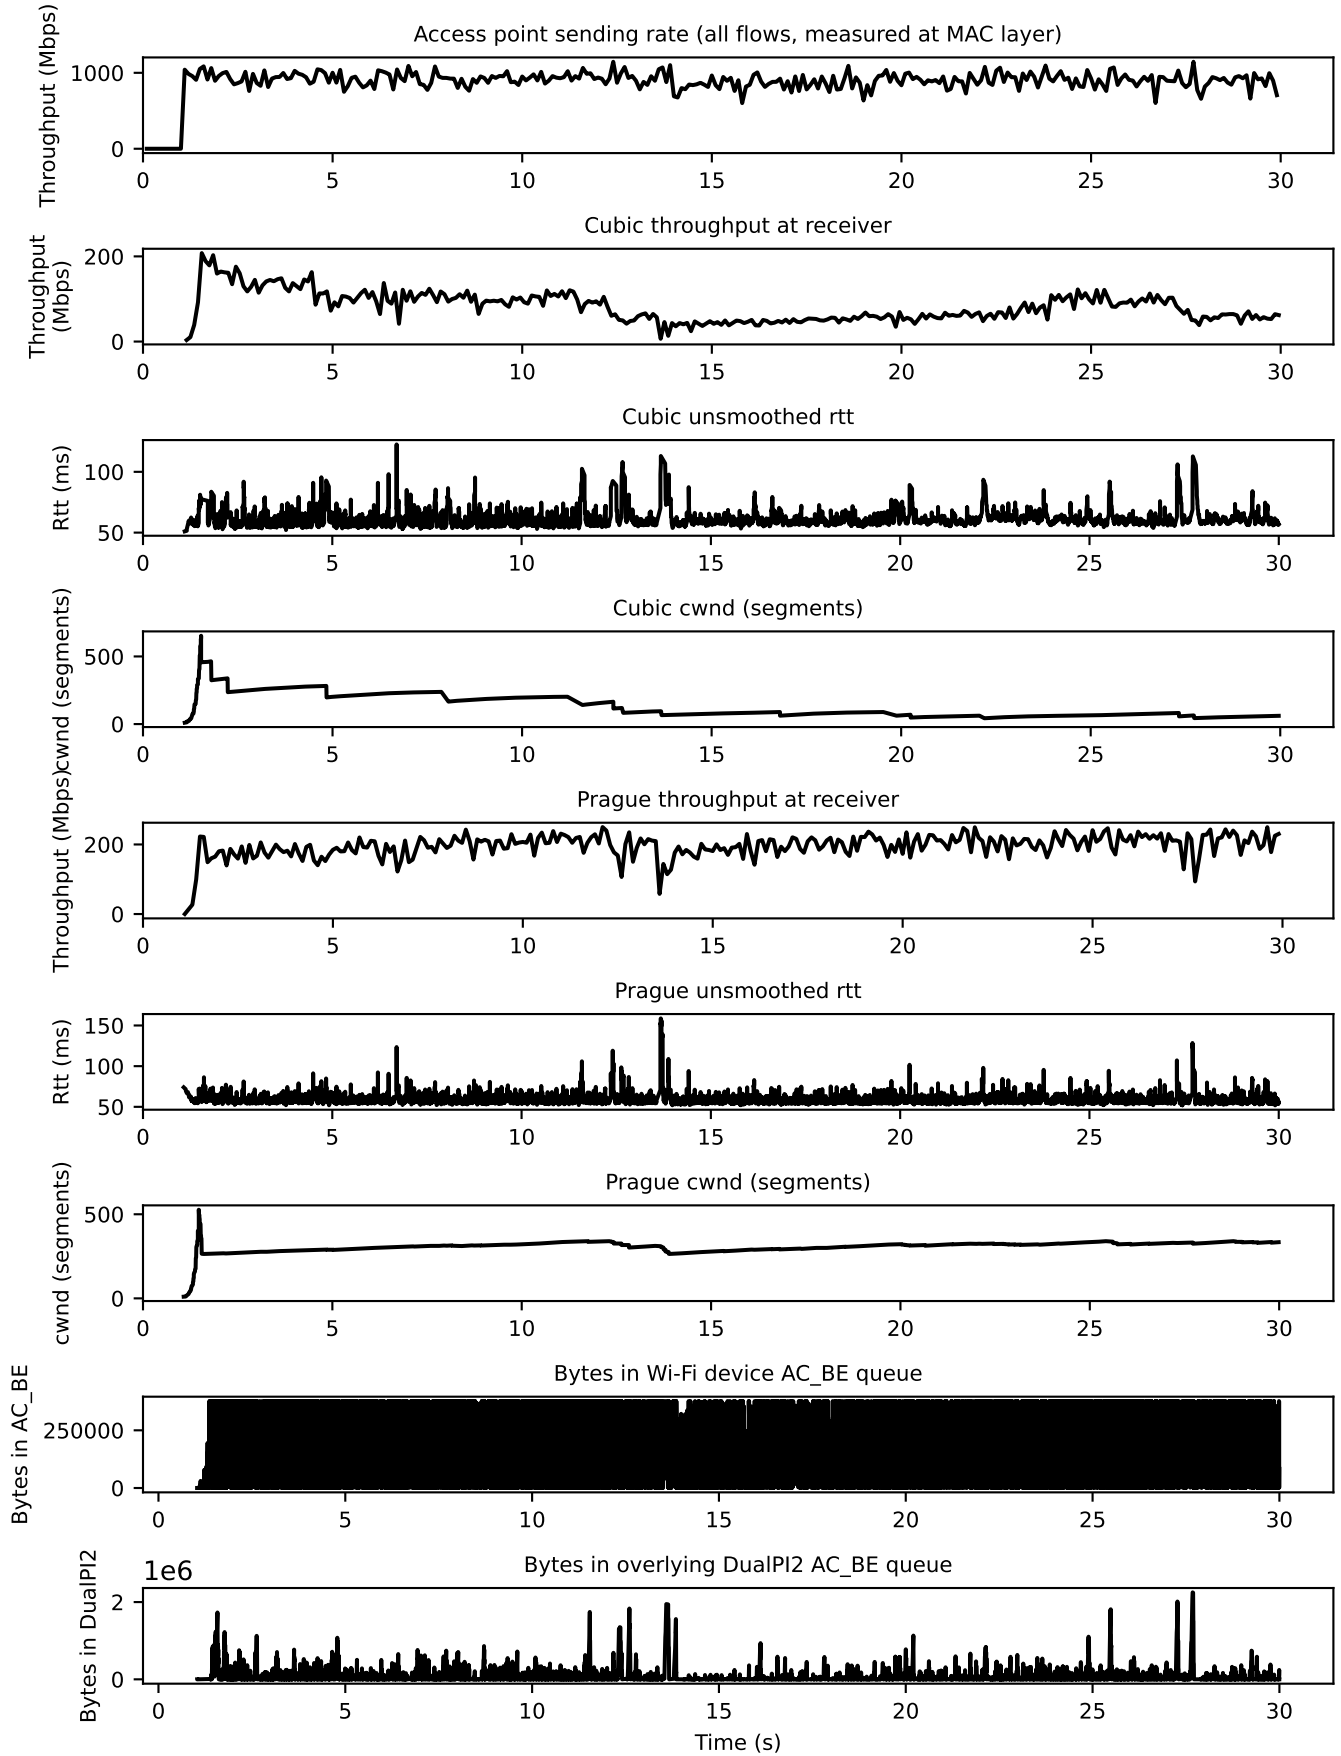 Access point sending rate (all flows, measured at MAC layer)
Throughput (Mbps)
1000
0
0 5 10 15 20 25 30
Cubic throughput at receiver
Throughput
(Mbps)
200
0
0 5 10 15 20 25 30
Cubic unsmoothed rtt
Rtt (ms)
100
50
0 5 10 15 20 25 30
Cubic cwnd (segments)
cwnd (segments)
500
0
0 5 10 15 20 25 30
Prague throughput at receiver
Throughput (Mbps)
200
0
0 5 10 15 20 25 30
Prague unsmoothed rtt
Rtt (ms)
150
100
50
0 5 10 15 20 25 30
Prague cwnd (segments)
cwnd (segments)
500
0
0 5 10 15 20 25 30
Bytes in Wi-Fi device AC_BE queue
Bytes in AC_BE
250000
0
0 5 10 15 20 25 30
Bytes in overlying DualPI2 AC_BE queue
Bytes in DualPI2
1e6
2
0
0 5 10 15 20 25 30
Time (s)